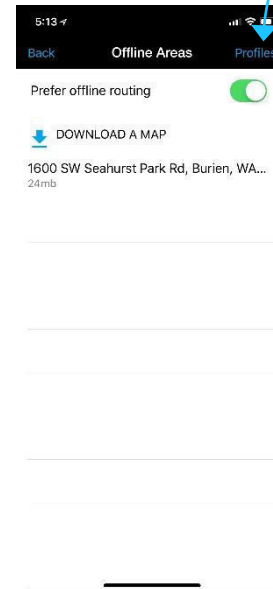 5:13
Back Offline Areas Profiles
Prefer offline routing
DOWNLOAD A MAP
1600 SW Seahurst Park Rd, Burien, WA...
24mb